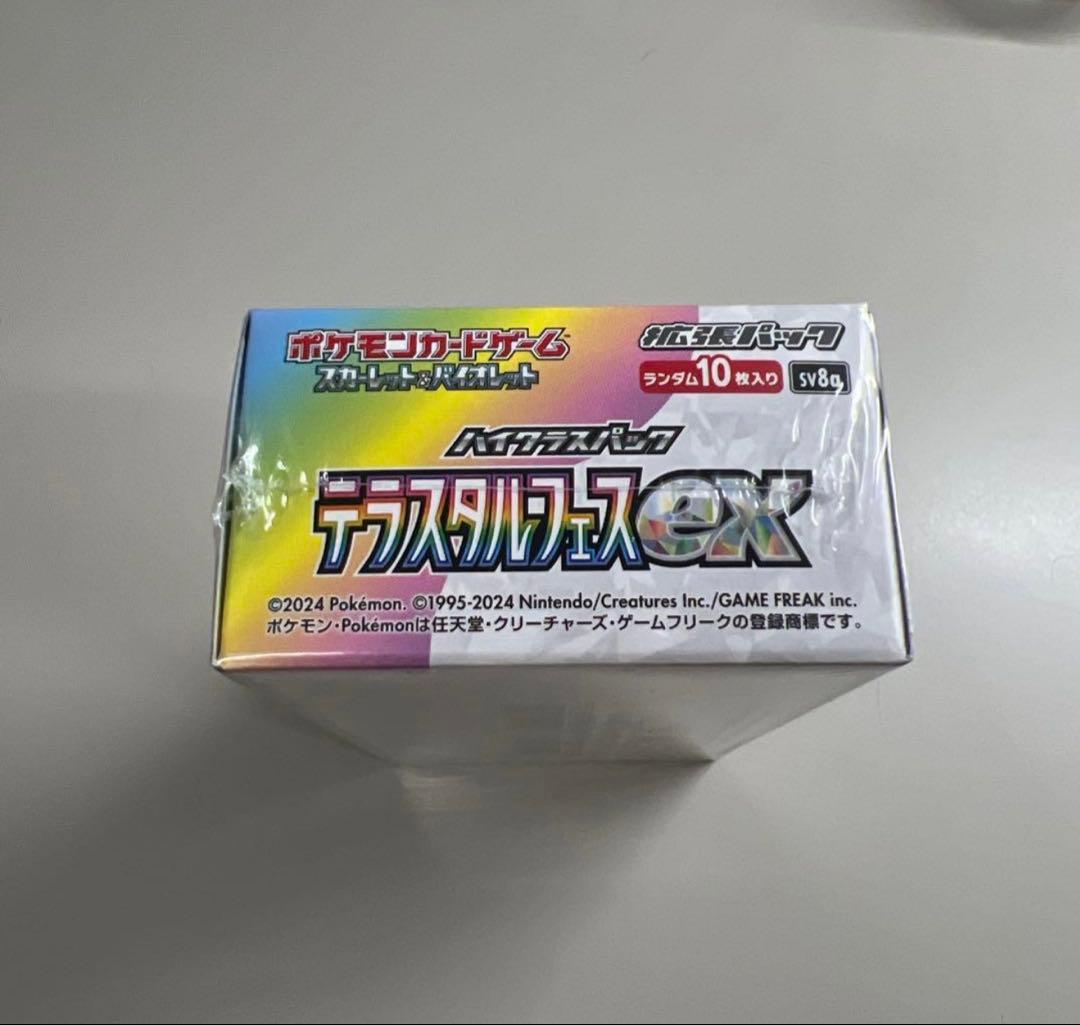 ポケモンカードゲーム
スカーレット&バイオレット
拡張パック
ランダム10枚入り SV8a
ハイクラスパック
テラスタルフェスex
©2024 Pokémon. ©1995-2024 Nintendo/Creatures Inc./GAME FREAK inc.
ポケモン・Pokémonは任天堂・クリーチャーズ・ゲームフリークの登録商標です。